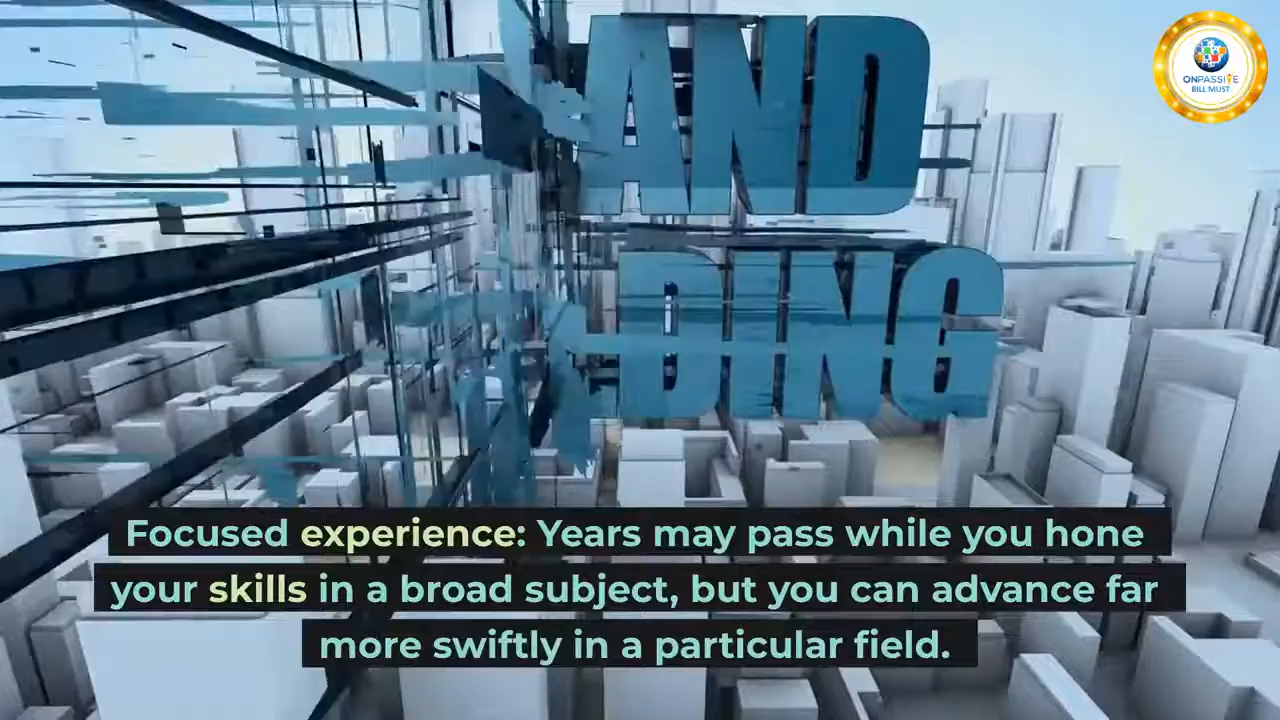 AND
DING
ONPASSIVE
BILL MUST
Focused experience: Years may pass while you hone
your skills in a broad subject, but you can advance far
more swiftly in a particular field.